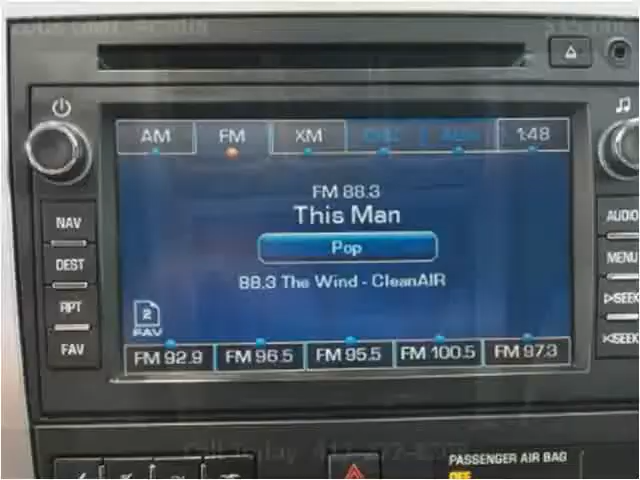 AM FM XM 1:48
FM 88.3
This Man
Pop
88.3 The Wind - CleanAIR
2
FAV
FM 92.9 FM 96.5 FM 95.5 FM 100.5 FM 97.3
NAV
DEST
RPT
FAV
AUDIO
MENU
SEEK
SEEK
PASSENGER AIR BAG
OFF